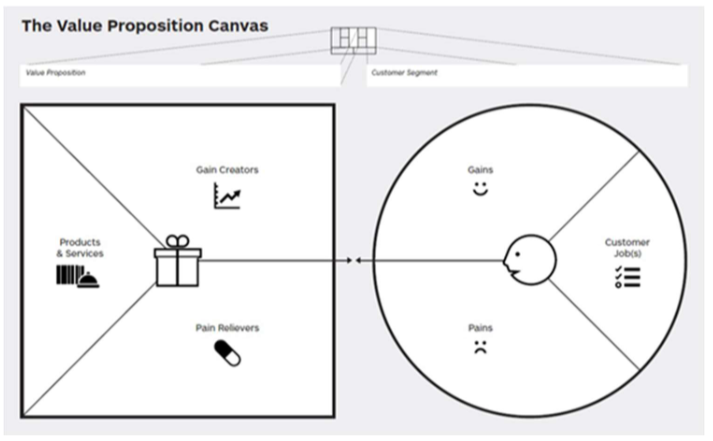 The Value Proposition Canvas
Value Proposition
Customer Segment
Gain Creators
Gains
Products
& Services
Customer
Job(s)
Pain Relievers
Pains